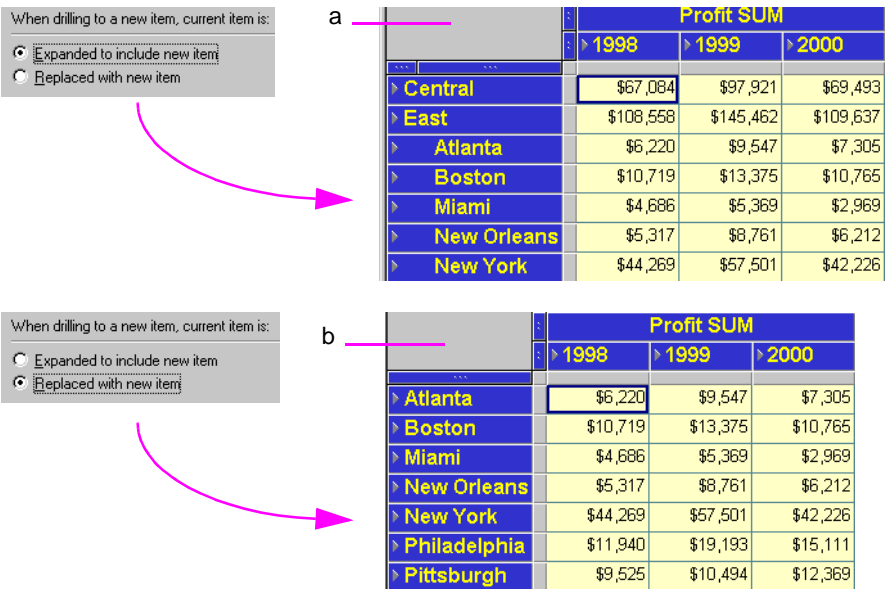 When drilling to a new item, current item is:
Expanded to include new item
Replaced with new item
a
Profit SUM
1998 1999 2000
Central $67,084 $97,921 $69,493
East $108,558 $145,462 $109,637
Atlanta $6,220 $9,547 $7,305
Boston $10,719 $13,375 $10,765
Miami $4,686 $5,369 $2,969
New Orleans $5,317 $8,761 $6,212
New York $44,269 $57,501 $42,226
When drilling to a new item, current item is:
Expanded to include new item
Replaced with new item
b
Profit SUM
1998 1999 2000
Atlanta $6,220 $9,547 $7,305
Boston $10,719 $13,375 $10,765
Miami $4,686 $5,369 $2,969
New Orleans $5,317 $8,761 $6,212
New York $44,269 $57,501 $42,226
Philadelphia $11,940 $19,193 $15,111
Pittsburgh $9,525 $10,494 $12,369